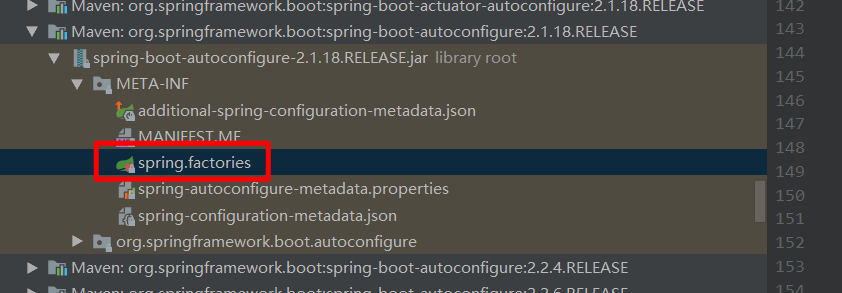 Maven: org.springframework.boot:spring-boot-actuator-autoconfigure:2.1.18.RELEASE
Maven: org.springframework.boot:spring-boot-autoconfigure:2.1.18.RELEASE
spring-boot-autoconfigure-2.1.18.RELEASE.jar library root
META-INF
additional-spring-configuration-metadata.json
MANIFEST.MF
spring.factories
spring-autoconfigure-metadata.properties
spring-configuration-metadata.json
org.springframework.boot.autoconfigure
Maven: org.springframework.boot:spring-boot-autoconfigure:2.2.4.RELEASE
Maven: org.springframework.boot:spring-boot-autoconfigure:2.2.6.RELEASE
142
143
144
145
146
147
148
149
150
151
152
153
154